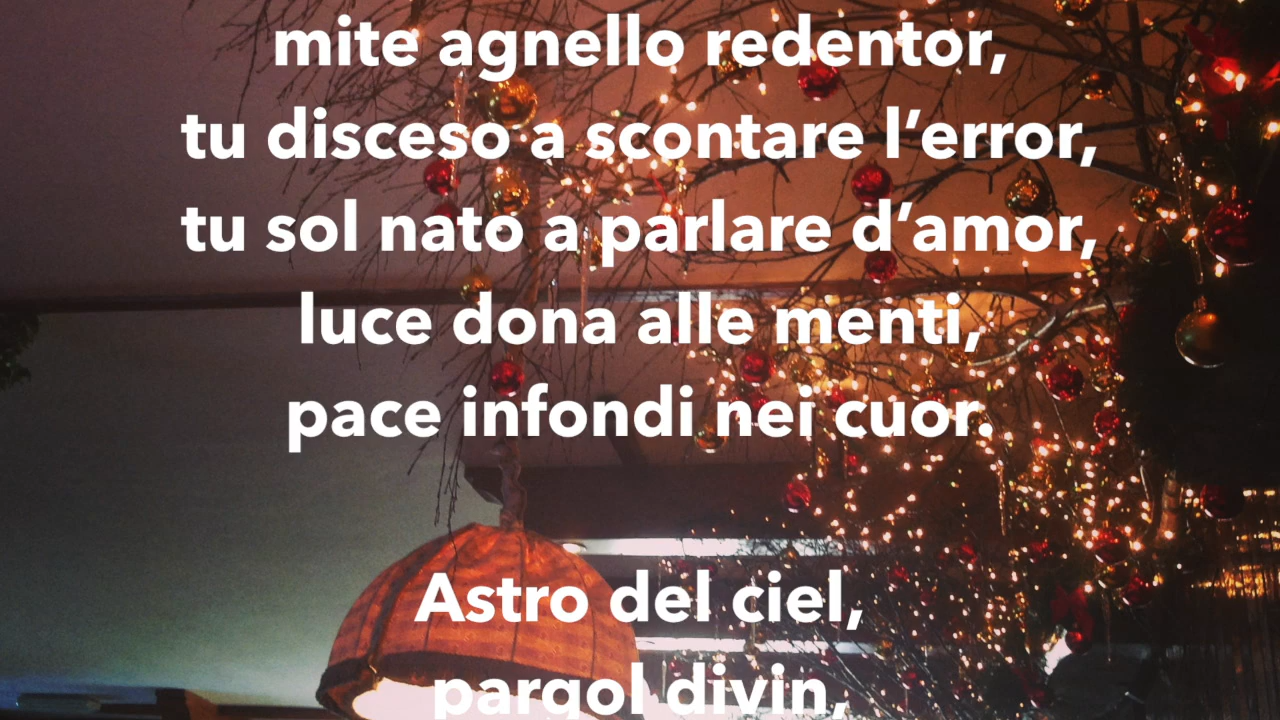 mite agnello redentor,
tu disceso a scontare l’error,
tu sol nato a parlare d’amor,
luce dona alle menti,
pace infondi nei cuor.
Astro del ciel,
pargol divin,